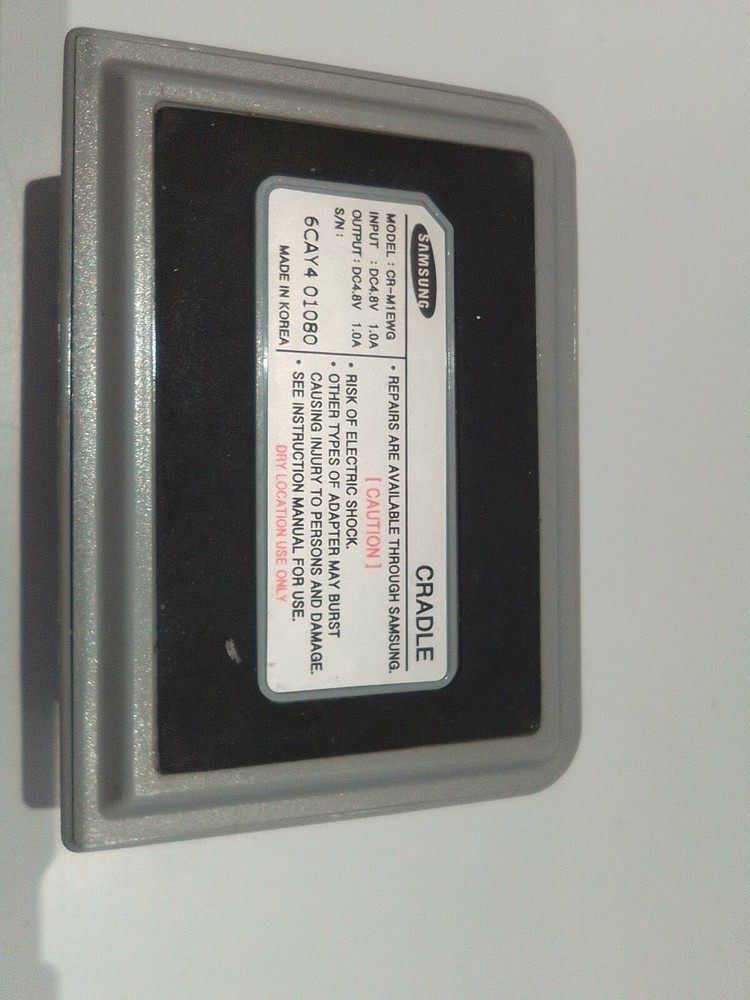 SAMSUNG
CRADLE
MODEL : CR-M1EWG
INPUT : DC4.8V 1.0A
OUTPUT : DC4.8V 1.0A
S/N :
6CAY4 01080
MADE IN KOREA
• REPAIRS ARE AVAILABLE THROUGH SAMSUNG.
[ CAUTION ]
• RISK OF ELECTRIC SHOCK.
• OTHER TYPES OF ADAPTER MAY BURST
CAUSING INJURY TO PERSONS AND DAMAGE.
• SEE INSTRUCTION MANUAL FOR USE.
DRY LOCATION USE ONLY